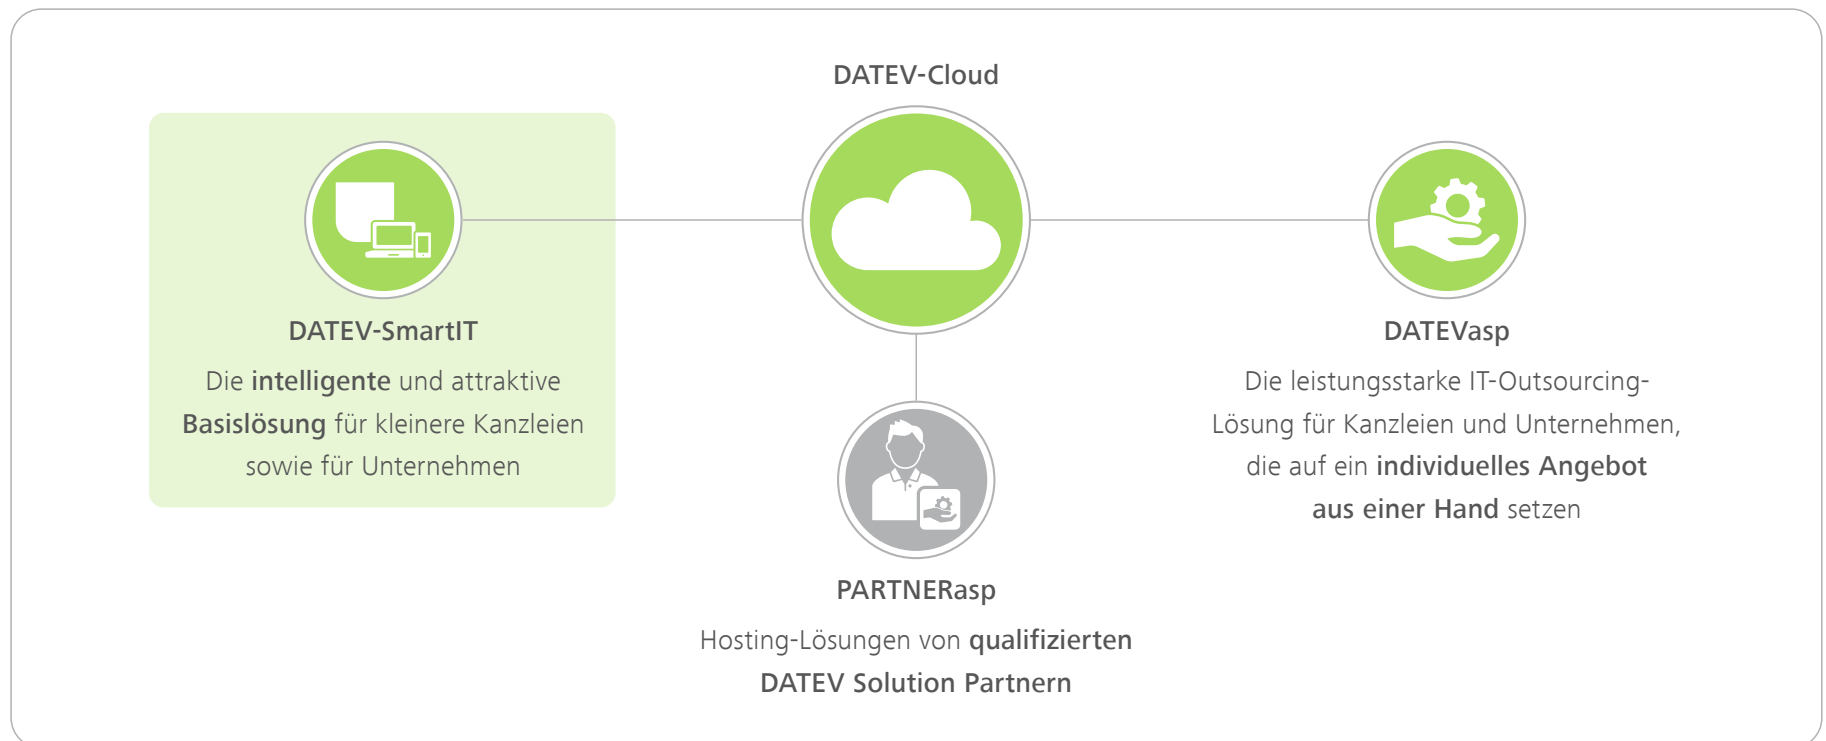 DATEV-Cloud
DATEV-SmartIT
Die intelligente und attraktive
Basislösung für kleinere Kanzleien
sowie für Unternehmen
PARTNERasp
Hosting-Lösungen von qualifizierten
DATEV Solution Partnern
DATEVasp
Die leistungsstarke IT-Outsourcing-
Lösung für Kanzleien und Unternehmen,
die auf ein individuelles Angebot
aus einer Hand setzen